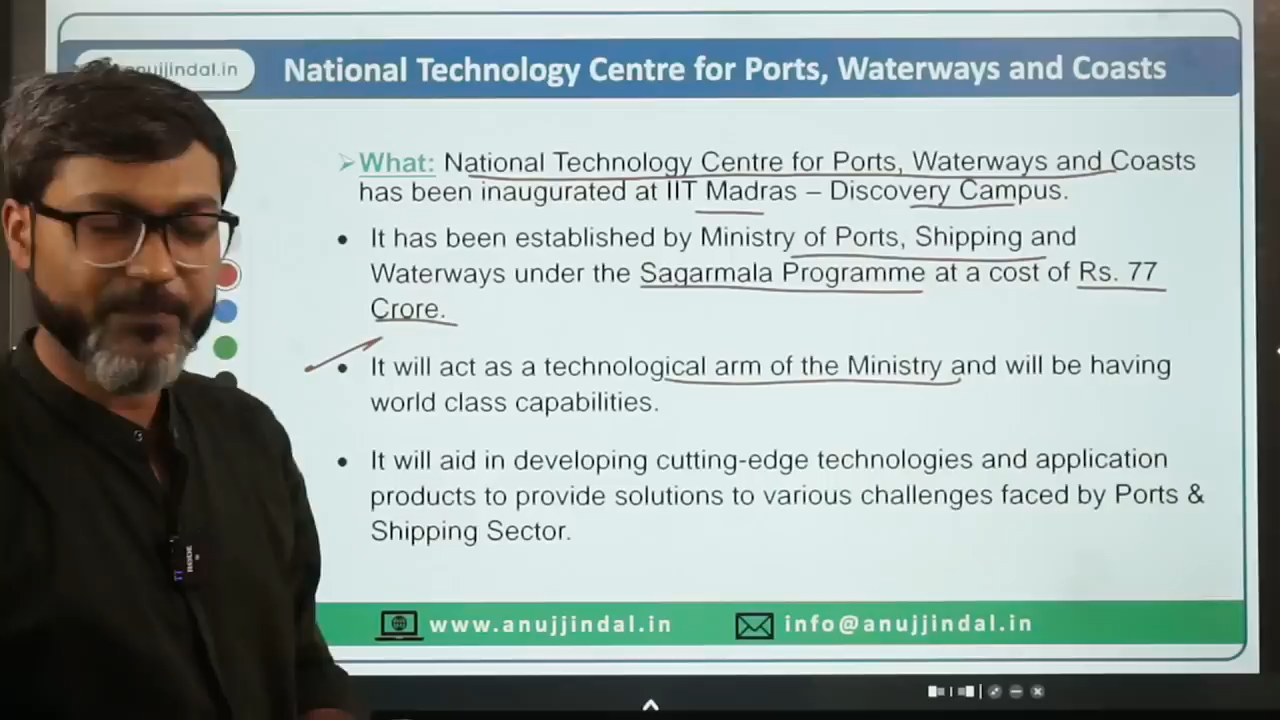 anujjindal.in
National Technology Centre for Ports, Waterways and Coasts
➢What: National Technology Centre for Ports, Waterways and Coasts
has been inaugurated at IIT Madras – Discovery Campus.
• It has been established by Ministry of Ports, Shipping and
Waterways under the Sagarmala Programme at a cost of Rs. 77
Crore.
• It will act as a technological arm of the Ministry and will be having
world class capabilities.
• It will aid in developing cutting-edge technologies and application
products to provide solutions to various challenges faced by Ports &
Shipping Sector.
RODE
www.anujjindal.in
info@anujjindal.in